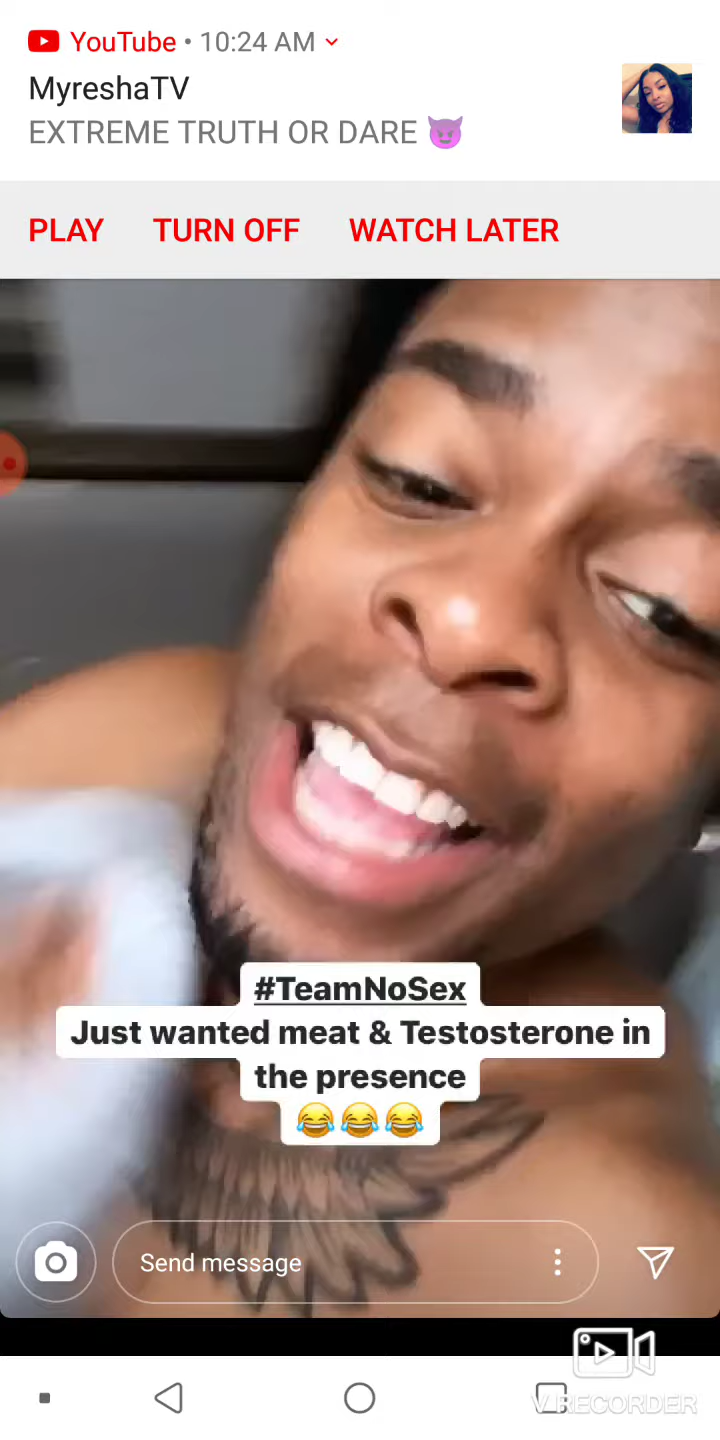 YouTube • 10:24 AM
MyreshaTV
EXTREME TRUTH OR DARE 😈
PLAY TURN OFF WATCH LATER
#TeamNoSex
Just wanted meat & Testosterone in
the presence
😂😂😂
Send message
V RECORDER